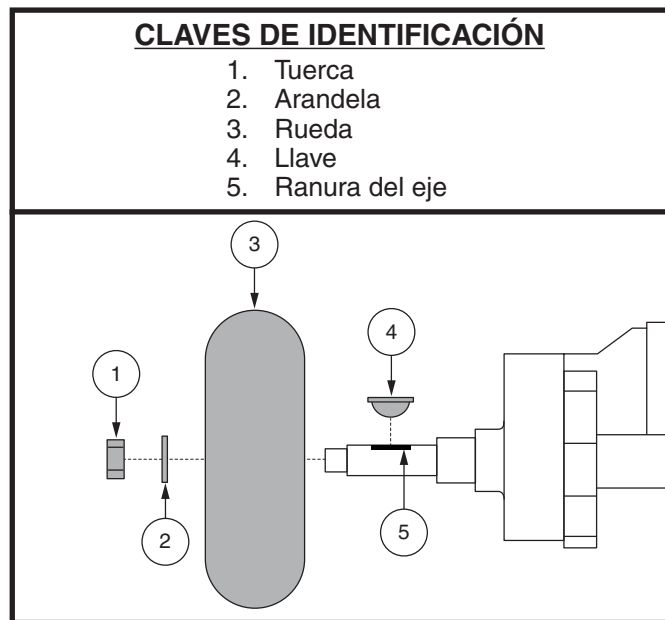 CLAVES DE IDENTIFICACIÓN
1. Tuerca
2. Arandela
3. Rueda
4. Llave
5. Ranura del eje
3
4
1
2
5